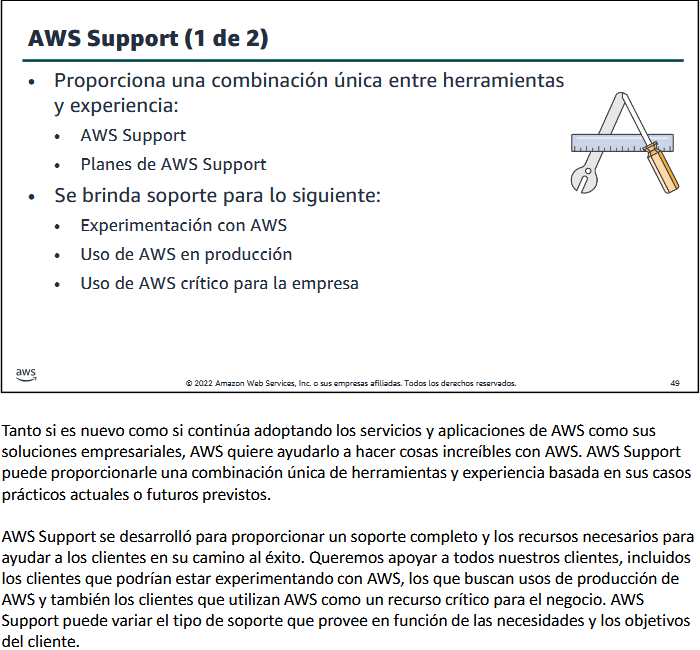 AWS Support (1 de 2)
• Proporciona una combinación única entre herramientas
y experiencia:
• AWS Support
• Planes de AWS Support
• Se brinda soporte para lo siguiente:
• Experimentación con AWS
• Uso de AWS en producción
• Uso de AWS crítico para la empresa
aws
© 2022 Amazon Web Services, Inc. o sus empresas afiliadas. Todos los derechos reservados.
49
Tanto si es nuevo como si continúa adoptando los servicios y aplicaciones de AWS como sus
soluciones empresariales, AWS quiere ayudarlo a hacer cosas increíbles con AWS. AWS Support
puede proporcionarle una combinación única de herramientas y experiencia basada en sus casos
prácticos actuales o futuros previstos.
AWS Support se desarrolló para proporcionar un soporte completo y los recursos necesarios para
ayudar a los clientes en su camino al éxito. Queremos apoyar a todos nuestros clientes, incluidos
los clientes que podrían estar experimentando con AWS, los que buscan usos de producción de
AWS y también los clientes que utilizan AWS como un recurso crítico para el negocio. AWS
Support puede variar el tipo de soporte que provee en función de las necesidades y los objetivos
del cliente.